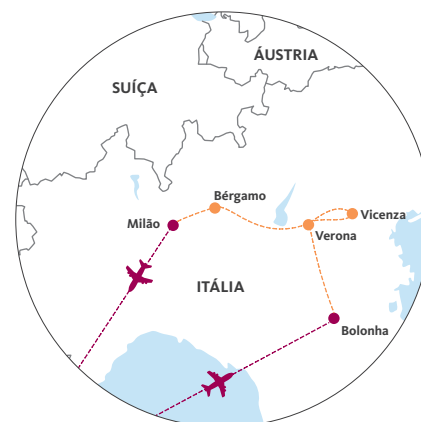 ÁUSTRIA
SUÍÇA
Bérgamo
Vicenza
Milão
Verona
ITÁLIA
Bolonha